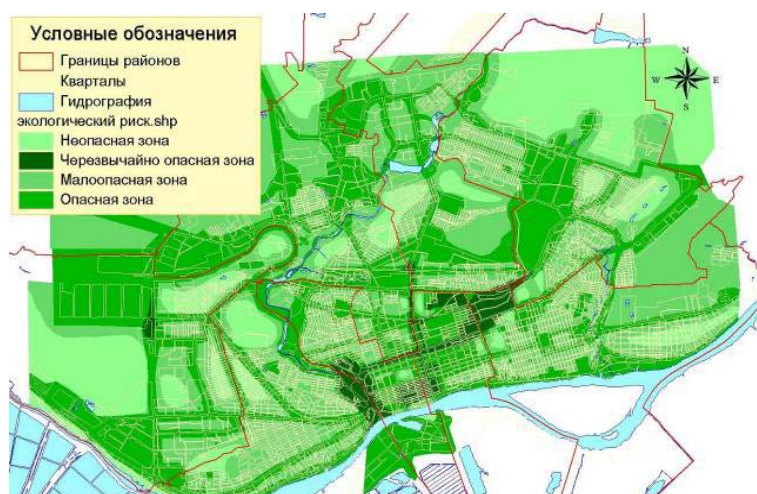 Условные обозначения
Границы районов
Кварталы
Гидрография
экологический риск.shp
Неопасная зона
Черезвычайно опасная зона
Малоопасная зона
Опасная зона
N
W
E
S